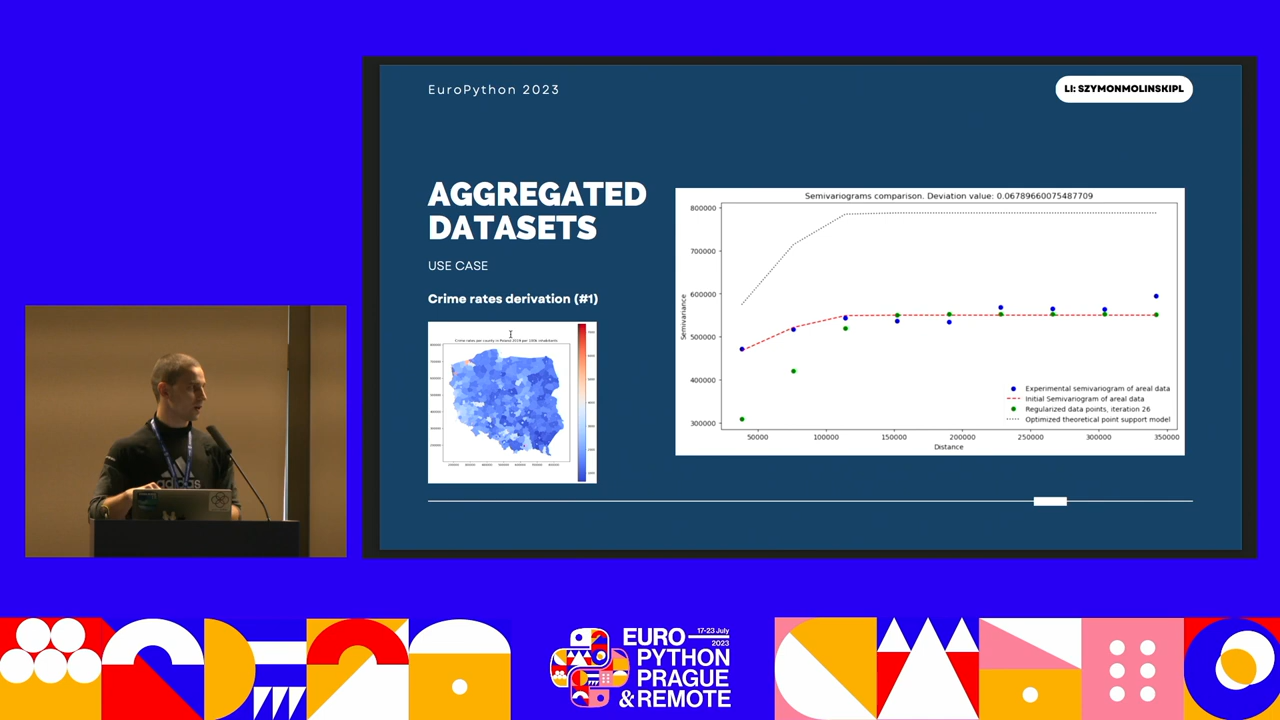 EuroPython 2023
LI: SZYMONMOLINSKIPL
AGGREGATED
DATASETS
USE CASE
Crime rates derivation (#1)
Semivariograms comparison. Deviation value: 0.06789660075487709
800000
700000
600000
500000
400000
300000
Semivariance
50000
100000
150000
200000
250000
300000
350000
Distance
Experimental semivariogram of areal data
Initial Semivariogram of areal data
Regularized data points, iteration 26
Optimized theoretical point support model
adidas
EURO
17-23 July
2023
PYTHON
PRAGUE
& REMOTE